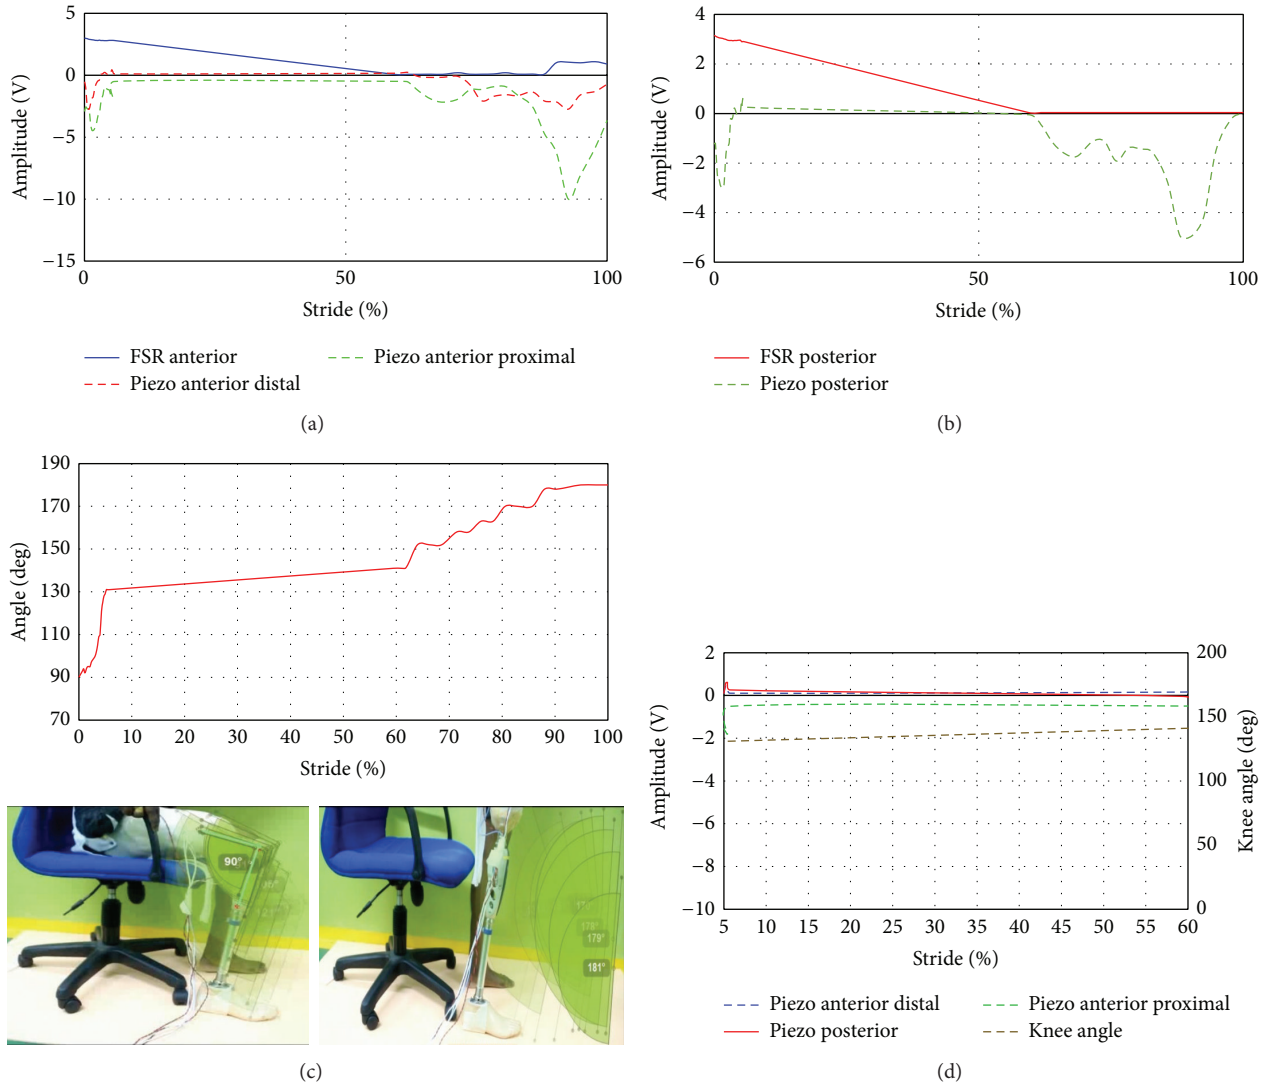 5
0
−5
−10
−15
Amplitude (V)
0
50
100
Stride (%)
FSR anterior
Piezo anterior proximal
Piezo anterior distal
(a)
4
2
0
−2
−4
−6
Amplitude (V)
0
50
100
Stride (%)
FSR posterior
Piezo posterior
(b)
190
170
150
130
110
90
70
Angle (deg)
0 10 20 30 40 50 60 70 80 90 100
Stride (%)
90°
178°
179°
181°
(c)
2
0
−2
−4
−6
−8
−10
Amplitude (V)
200
150
100
50
0
Knee angle (deg)
5 10 15 20 25 30 35 40 45 50 55 60
Stride (%)
Piezo anterior distal
Piezo anterior proximal
Piezo posterior
Knee angle
(d)